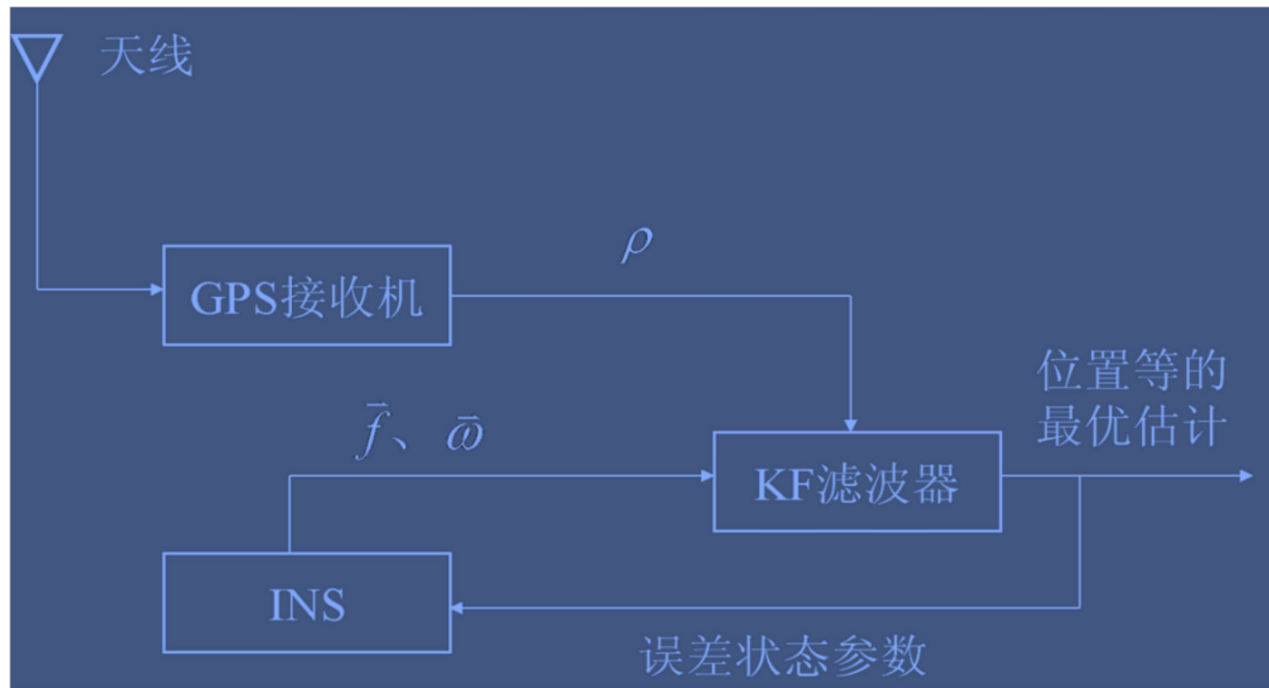 天线
GPS接收机
ρ
f̄、 ω̄
KF滤波器
位置等的
最优估计
INS
误差状态参数